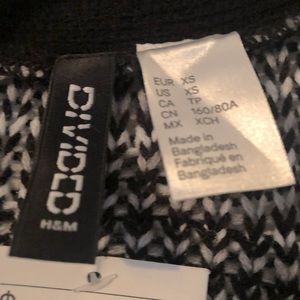 DIVIDED
H&M
EUR XS
US XS
CA TP
CN 160/80A
MX XCH
Made in
Bangladesh
Fabriqué en
Bangladesh